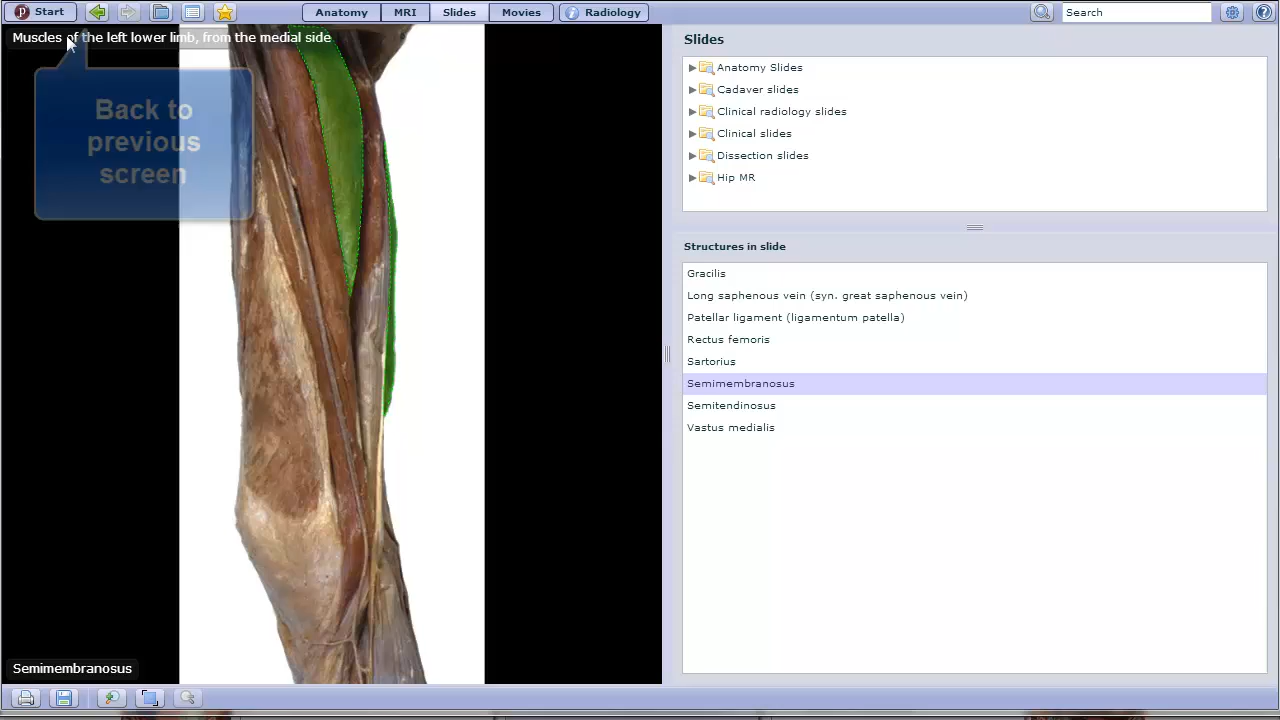 Start
Anatomy
MRI
Slides
Movies
Radiology
Search
Muscles of the left lower limb, from the medial side
Back to
previous
screen
Semimembranosus
Slides
Anatomy Slides
Cadaver slides
Clinical radiology slides
Clinical slides
Dissection slides
Hip MR
Structures in slide
Gracilis
Long saphenous vein (syn. great saphenous vein)
Patellar ligament (ligamentum patella)
Rectus femoris
Sartorius
Semimembranosus
Semitendinosus
Vastus medialis